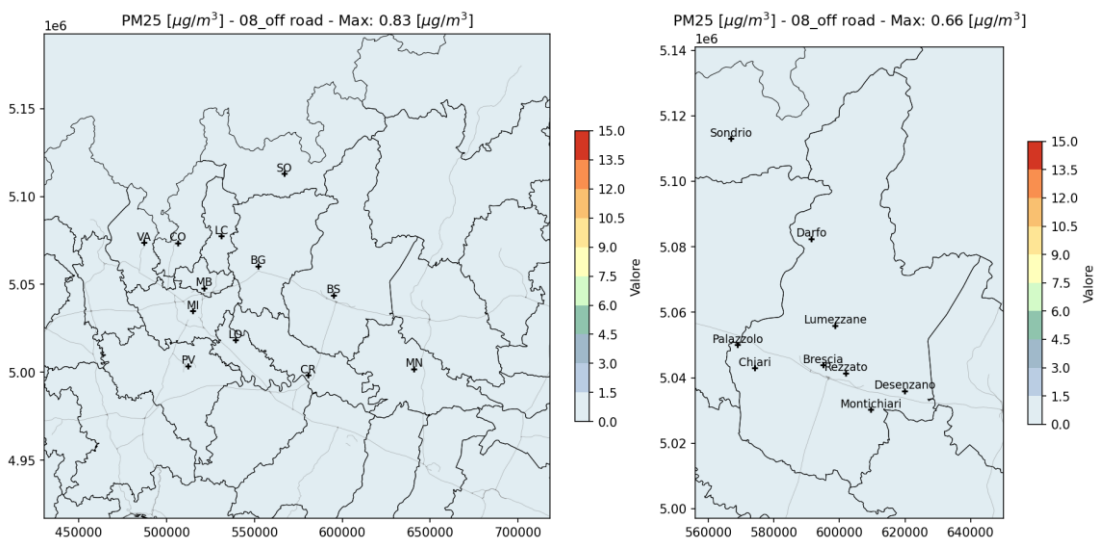 PM25 [μg/m³] - 08_off road - Max: 0.83 [μg/m³]
1e6
5.15
5.10
5.05
5.00
4.95
450000 500000 550000 600000 650000 700000
SO
VA CO LC
BG
MB
BS
MI
LO
PV
CR
MN
15.0
13.5
12.0
10.5
9.0
7.5
6.0
4.5
3.0
1.5
0.0
Valore
PM25 [μg/m³] - 08_off road - Max: 0.66 [μg/m³]
1e6
5.14
5.12
5.10
5.08
5.06
5.04
5.02
5.00
560000 580000 600000 620000 640000
Sondrio
Darfo
Lumezzane
Palazzolo
Chiari
Brescia
Rezzato
Desenzano
Montichiari
15.0
13.5
12.0
10.5
9.0
7.5
6.0
4.5
3.0
1.5
0.0
Valore